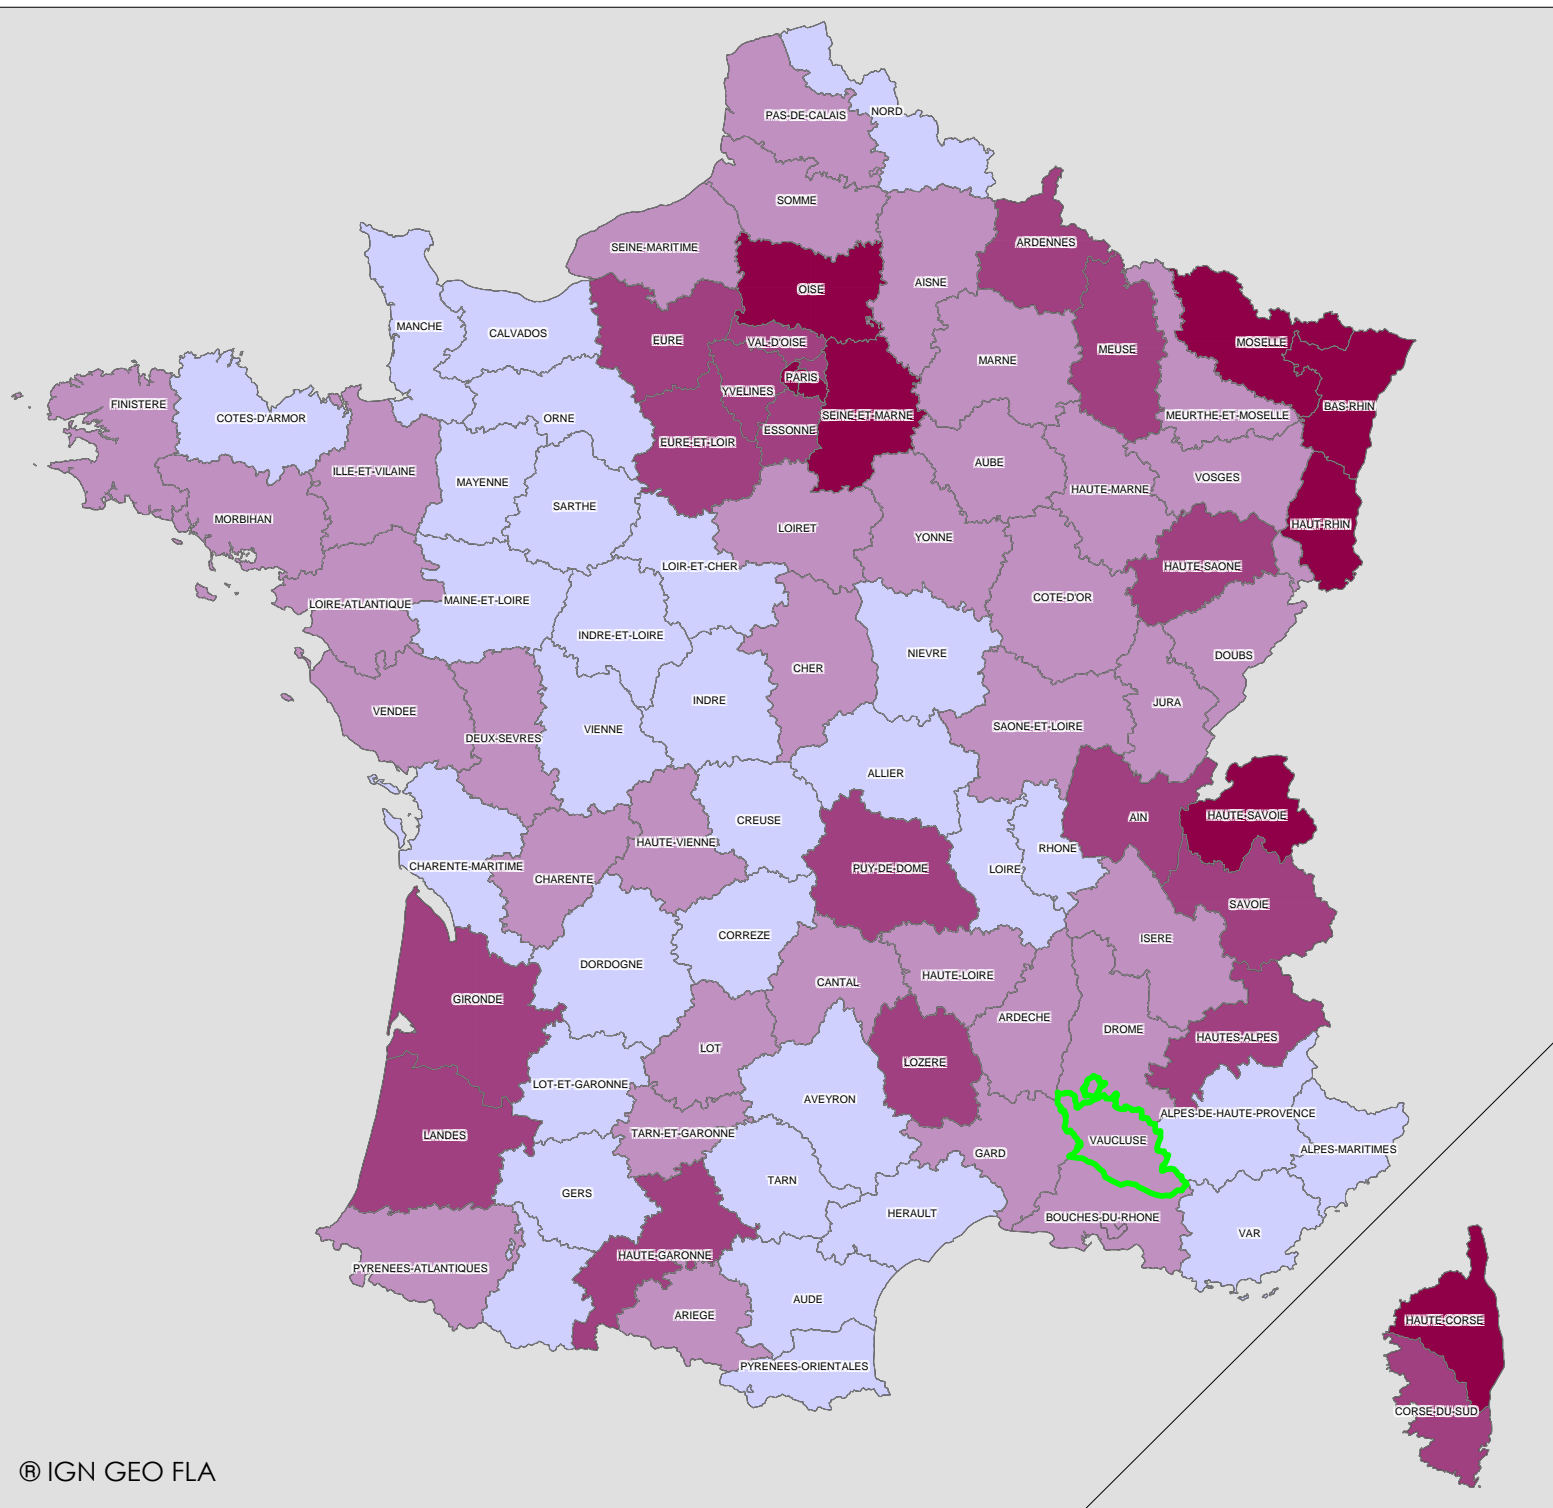 NORD
PAS-DE-CALAIS
SOMME
ARDENNES
SEINE-MARITIME
AISNE
OISE
MANCHE
CALVADOS
EURE
VAL-D'OISE
MOSELLE
MEUSE
MARNE
PARIS
YVELINES
FINISTERE
BAS-RHIN
COTES-D'ARMOR
ORNE
SEINE-ET-MARNE
MEURTHE-ET-MOSELLE
ESSONNE
EURE-ET-LOIR
AUBE
ILLE-ET-VILAINE
VOSGES
MAYENNE
HAUTE-MARNE
SARTHE
MORBIHAN
HAUT-RHIN
LOIRET
YONNE
LOIR-ET-CHER
HAUTE-SAONE
COTE-D'OR
MAINE-ET-LOIRE
LOIRE-ATLANTIQUE
INDRE-ET-LOIRE
NIEVRE
DOUBS
CHER
INDRE
JURA
VENDEE
SAONE-ET-LOIRE
VIENNE
DEUX-SEVRES
ALLIER
HAUTE-SAVOIE
AIN
CREUSE
HAUTE-VIENNE
RHONE
CHARENTE-MARITIME
PUY-DE-DOME
LOIRE
CHARENTE
SAVOIE
CORREZE
ISERE
DORDOGNE
HAUTE-LOIRE
CANTAL
GIRONDE
ARDECHE
DROME
HAUTES-ALPES
LOT
LOZERE
LOT-ET-GARONNE
AVEYRON
ALPES-DE-HAUTE-PROVENCE
TARN-ET-GARONNE
LANDES
VAUCLUSE
ALPES-MARITIMES
GARD
TARN
GERS
HERAULT
BOUCHES-DU-RHONE
VAR
HAUTE-GARONNE
PYRENEES-ATLANTIQUES
AUDE
ARIEGE
HAUTE-CORSE
PYRENEES-ORIENTALES
CORSE-DU-SUD
® IGN GEO FLA